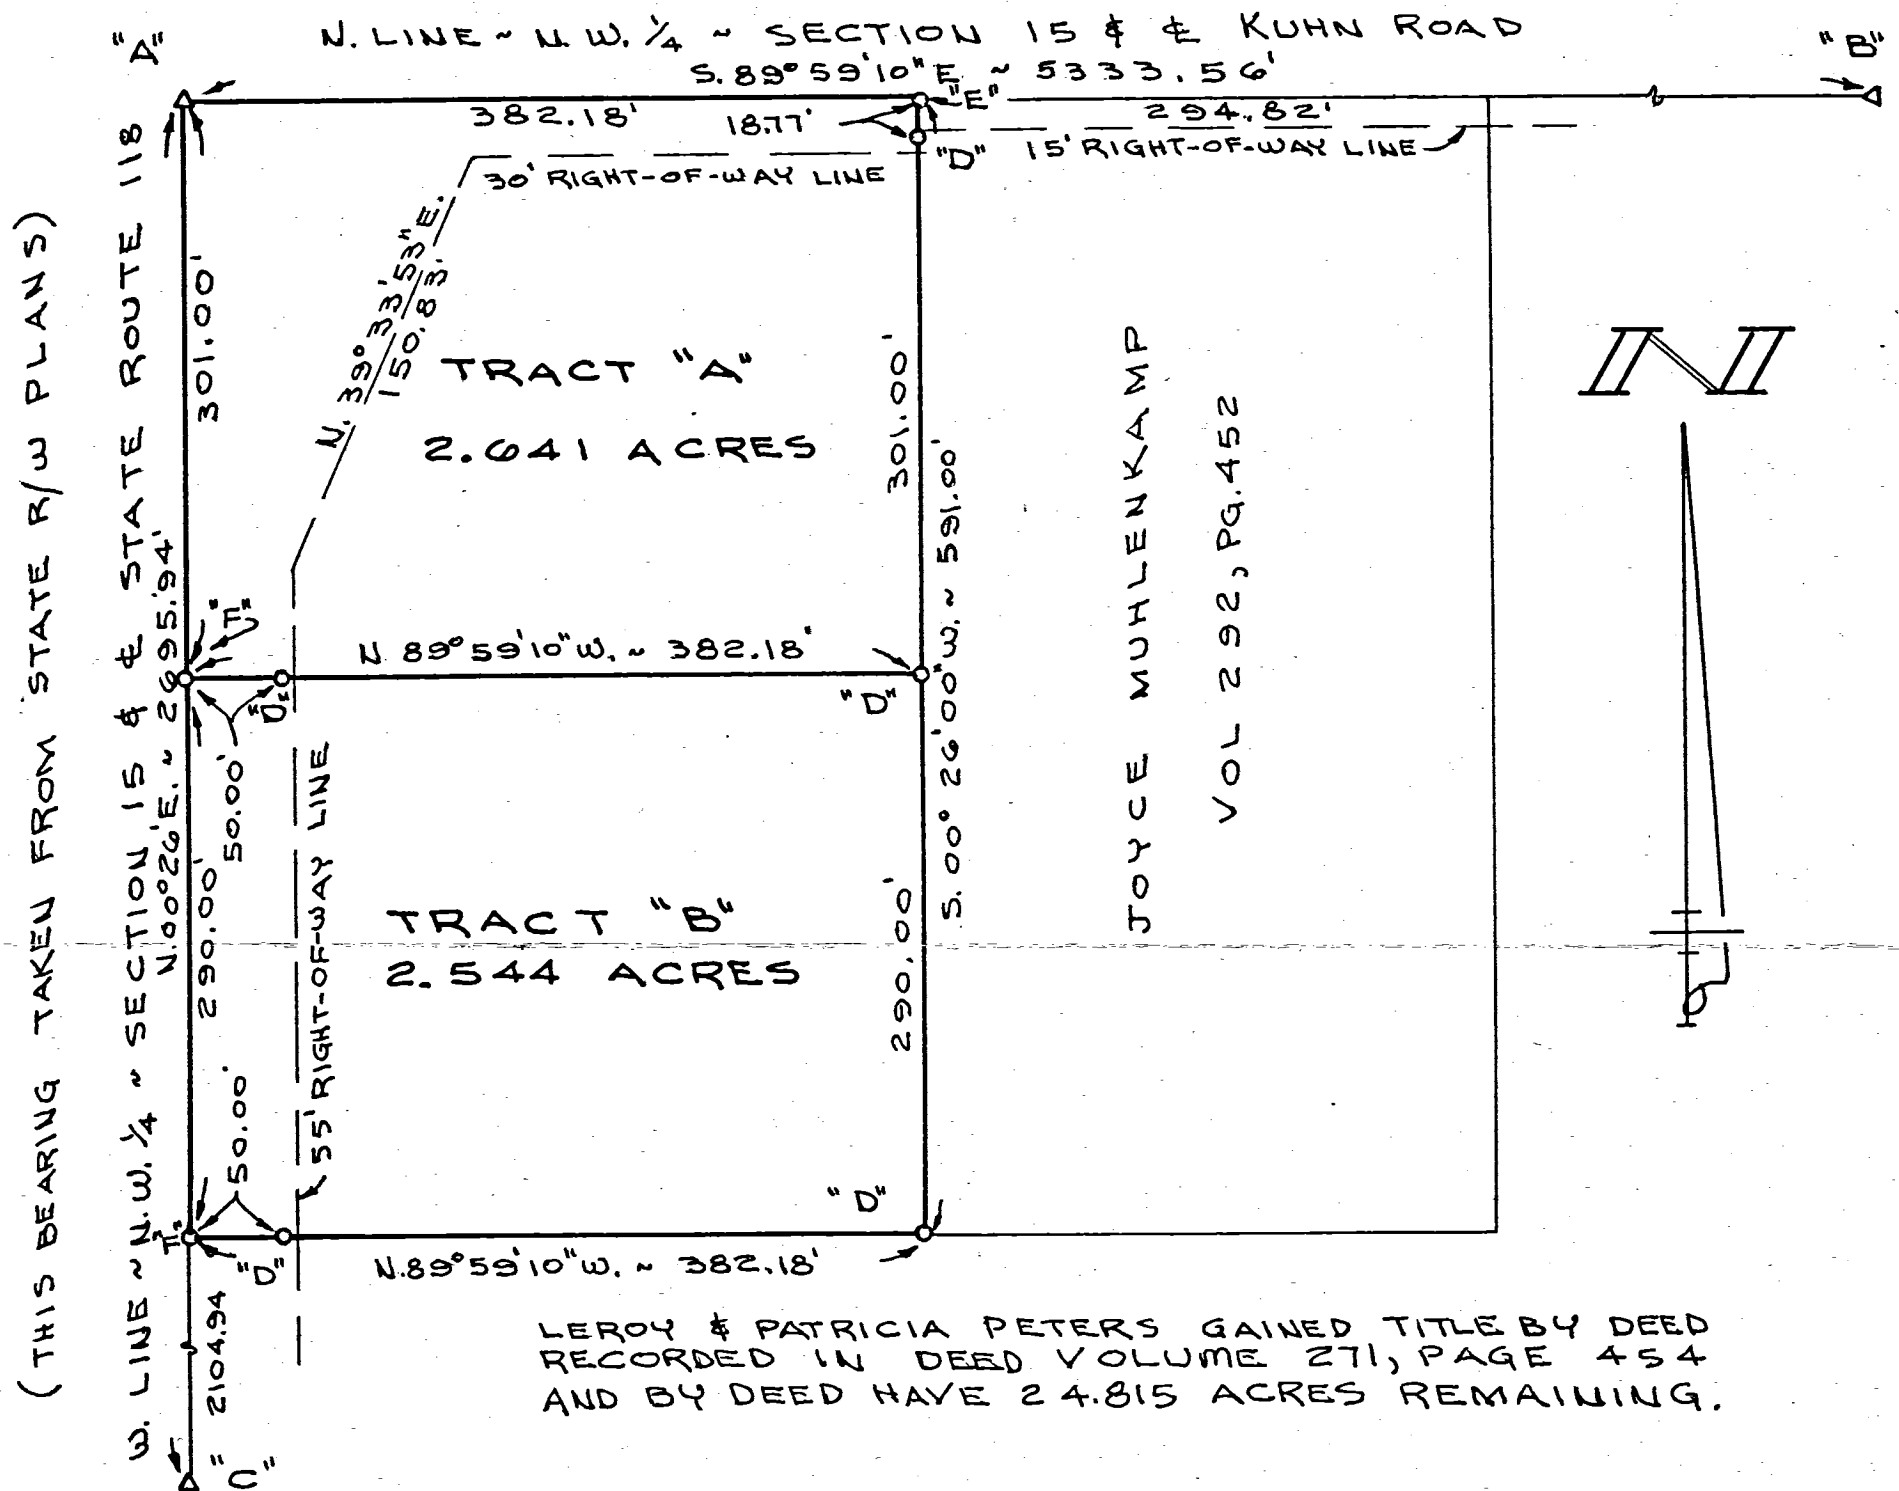 "A"
N. LINE ~ N.W. ¼ ~ SECTION 15 & ℄ KUHN ROAD
"B"
S. 89° 59' 10" E ~ 5333.56'
"E"
382.18'
18.77'
294.82'
"D"
15' RIGHT-OF-WAY LINE
30' RIGHT-OF-WAY LINE
(THIS BEARING TAKEN FROM STATE R/W PLANS)
W. LINE ~ N.W. ¼ ~ SECTION 15 & ℄ STATE ROUTE 118
N. 00° 26' E. ~ 2695.94'
301.00'
N. 39° 33' 53" E.
150.83'
TRACT "A"
2.641 ACRES
301.00'
S. 00° 26' 00" W. ~ 591.00'
JOYCE MUHLENKAMP
VOL 292, PG. 452
N
"F"
N 89° 59' 10" W. ~ 382.18'
"D"
"D"
50.00'
290.00'
TRACT "B"
2.544 ACRES
290.00'
55' RIGHT-OF-WAY LINE
50.00'
"D"
"F"
"D"
N. 89° 59' 10" W. ~ 382.18'
2104.94
"C"
LEROY & PATRICIA PETERS GAINED TITLE BY DEED
RECORDED IN DEED VOLUME 271, PAGE 454
AND BY DEED HAVE 24.815 ACRES REMAINING.